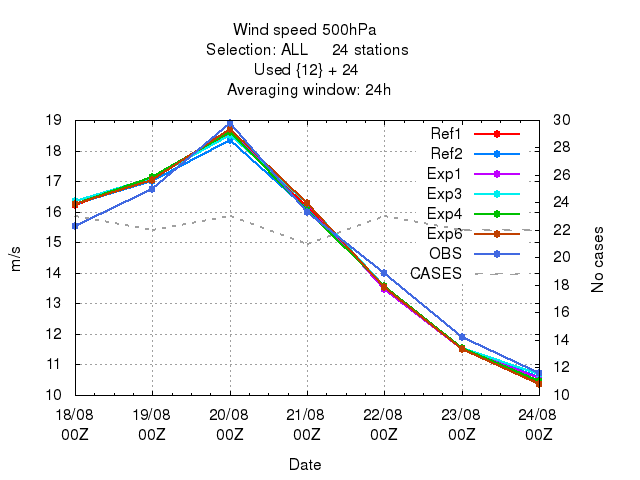 Wind speed 500hPa
Selection: ALL 24 stations
Used {12} + 24
Averaging window: 24h
19 30
18 28
17 26
16 24
15 22
14 20
13 18
12 16
11 14
10 12
10
m/s
No cases
Ref1
Ref2
Exp1
Exp3
Exp4
Exp6
OBS
CASES
18/08 19/08 20/08 21/08 22/08 23/08 24/08
00Z 00Z 00Z 00Z 00Z 00Z 00Z
Date